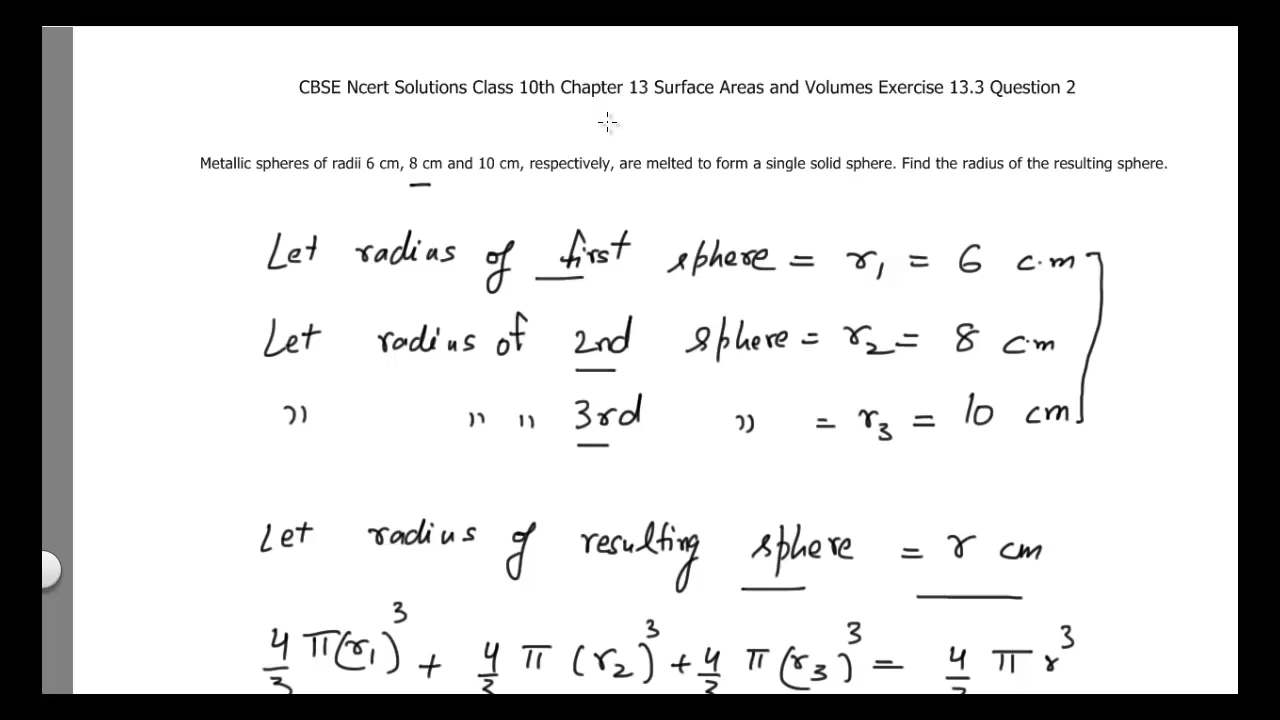 CBSE Ncert Solutions Class 10th Chapter 13 Surface Areas and Volumes Exercise 13.3 Question 2
Metallic spheres of radii 6 cm, 8 cm and 10 cm, respectively, are melted to form a single solid sphere. Find the radius of the resulting sphere.
Let radius of first sphere = r₁ = 6 c.m
Let radius of 2nd sphere = r₂ = 8 c.m
,, ,, ,, 3rd ,, = r₃ = 10 cm
Let radius of resulting sphere = r cm
4/3 π(r₁)³ + 4/3 π (r₂)³ + 4/3 π (r₃)³ = 4/3 π r³